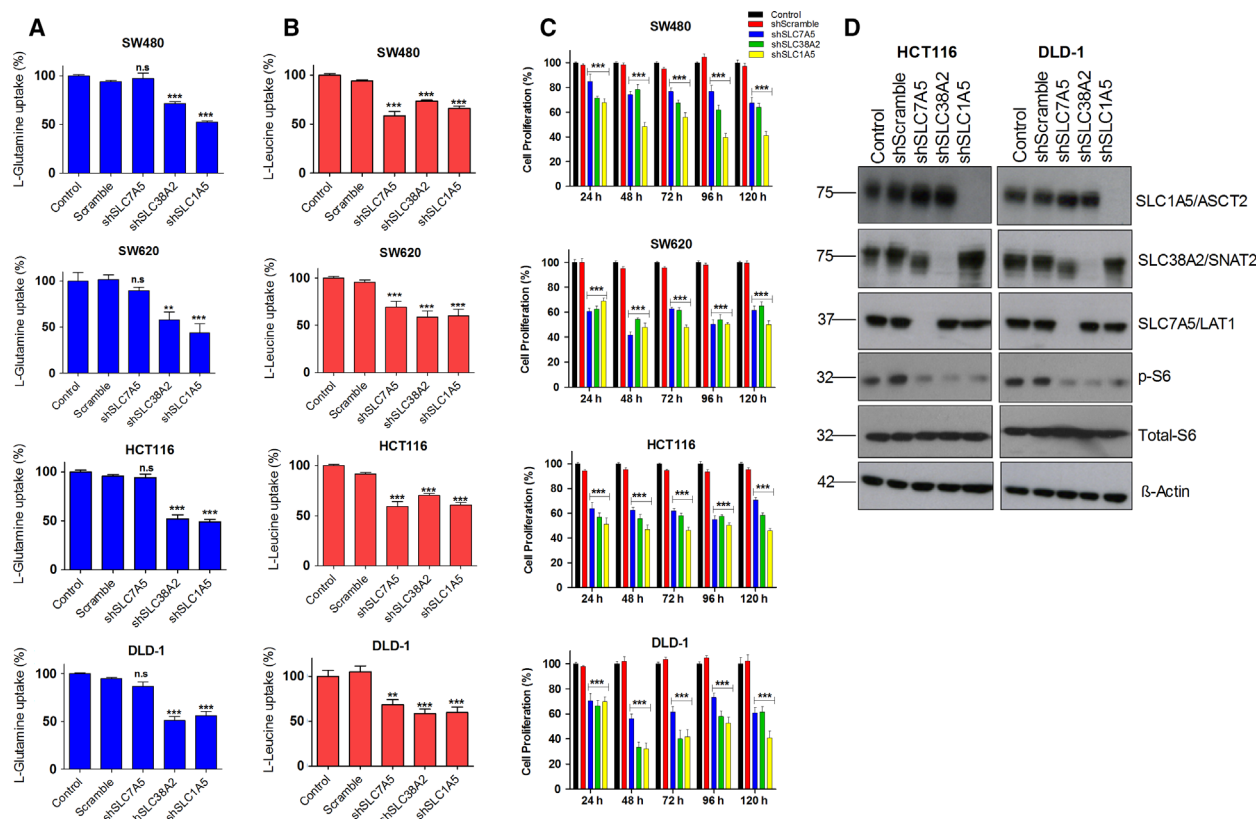 A
SW480
L-Glutamine uptake (%)
150
100
50
0
n.s
***
***
Control
Scramble
shSLC7A5
shSLC38A2
shSLC1A5
SW620
L-Glutamine uptake (%)
150
100
50
0
n.s
**
***
Control
Scramble
shSLC7A5
shSLC38A2
shSLC1A5
HCT116
L-Glutamine uptake (%)
150
100
50
0
n.s
***
***
Control
Scramble
shSLC7A5
shSLC38A2
shSLC1A5
DLD-1
L-Glutamine uptake (%)
150
100
50
0
n.s
***
***
Control
Scramble
shSLC7A5
shSLC38A2
shSLC1A5
B
SW480
L-Leucine uptake (%)
150
100
50
0
***
***
***
Control
Scramble
shSLC7A5
shSLC38A2
shSLC1A5
SW620
L-Leucine uptake (%)
150
100
50
0
***
***
***
Control
Scramble
shSLC7A5
shSLC38A2
shSLC1A5
HCT116
L-Leucine uptake (%)
150
100
50
0
***
***
***
Control
Scramble
shSLC7A5
shSLC38A2
shSLC1A5
DLD-1
L-Leucine uptake (%)
150
100
50
0
**
***
***
Control
Scramble
shSLC7A5
shSLC38A2
shSLC1A5
C
Control
shScramble
shSLC7A5
shSLC38A2
shSLC1A5
SW480
Cell Proliferation (%)
100
80
60
40
20
0
*** *** *** *** ***
24 h 48 h 72 h 96 h 120 h
SW620
Cell Proliferation (%)
100
80
60
40
20
0
*** *** *** *** ***
24 h 48 h 72 h 96 h 120 h
HCT116
Cell Proliferation (%)
100
80
60
40
20
0
*** *** *** *** ***
24 h 48 h 72 h 96 h 120 h
DLD-1
Cell Proliferation (%)
100
80
60
40
20
0
*** *** *** *** ***
24 h 48 h 72 h 96 h 120 h
D
HCT116 DLD-1
Control
shScramble
shSLC7A5
shSLC38A2
shSLC1A5
Control
shScramble
shSLC7A5
shSLC38A2
shSLC1A5
75 SLC1A5/ASCT2
75 SLC38A2/SNAT2
37 SLC7A5/LAT1
32 p-S6
32 Total-S6
42 ß-Actin